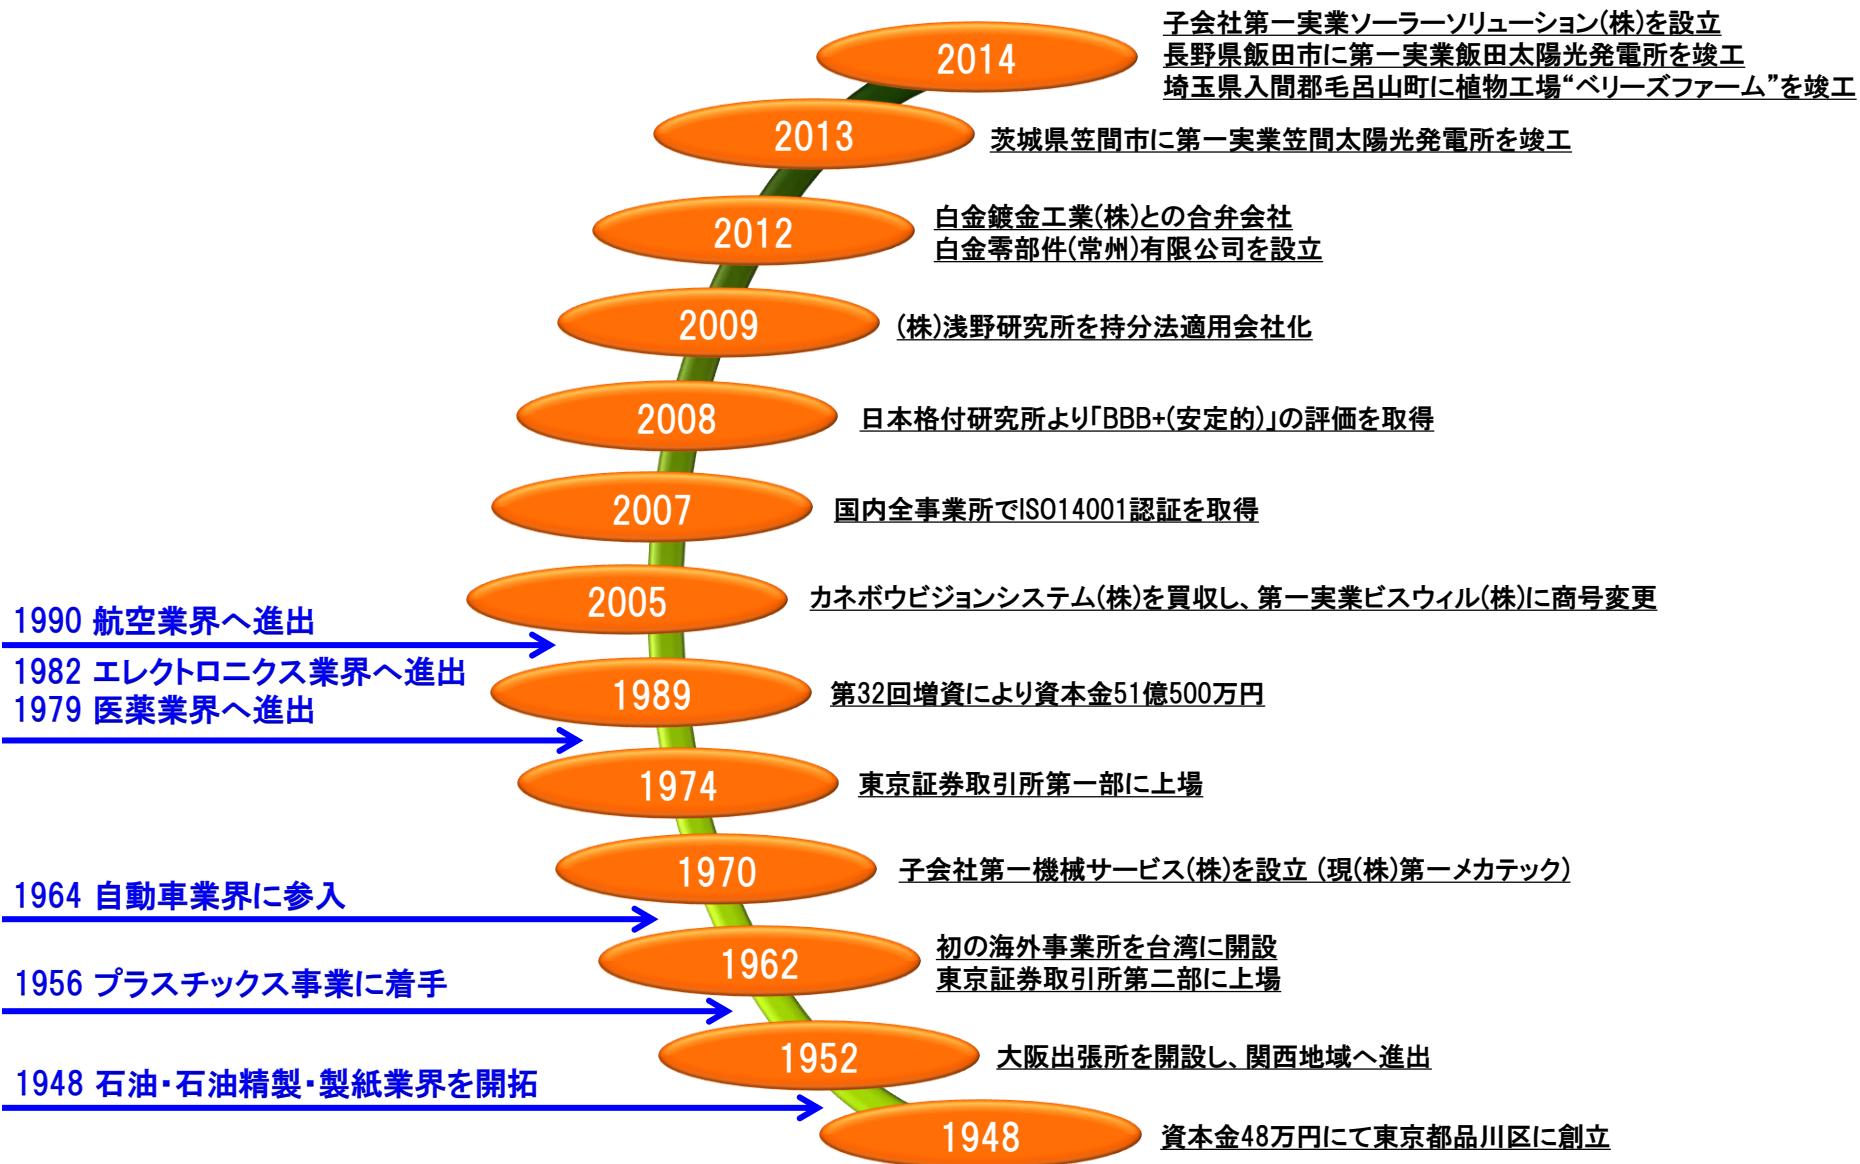 2014
子会社第一実業ソーラーソリューション(株)を設立
長野県飯田市に第一実業飯田太陽光発電所を竣工
埼玉県入間郡毛呂山町に植物工場“ベリーズファーム”を竣工
2013
茨城県笠間市に第一実業笠間太陽光発電所を竣工
2012
白金鍍金工業(株)との合弁会社
白金零部件(常州)有限公司を設立
2009
(株)浅野研究所を持分法適用会社化
2008
日本格付研究所より「BBB+(安定的)」の評価を取得
2007
国内全事業所でISO14001認証を取得
2005
カネボウビジョンシステム(株)を買収し、第一実業ビスウィル(株)に商号変更
1990 航空業界へ進出
1982 エレクトロニクス業界へ進出
1979 医薬業界へ進出
1989
第32回増資により資本金51億500万円
1974
東京証券取引所第一部に上場
1970
子会社第一機械サービス(株)を設立 (現(株)第一メカテック)
1964 自動車業界に参入
1962
初の海外事業所を台湾に開設
東京証券取引所第二部に上場
1956 プラスチックス事業に着手
1952
大阪出張所を開設し、関西地域へ進出
1948 石油・石油精製・製紙業界を開拓
1948
資本金48万円にて東京都品川区に創立